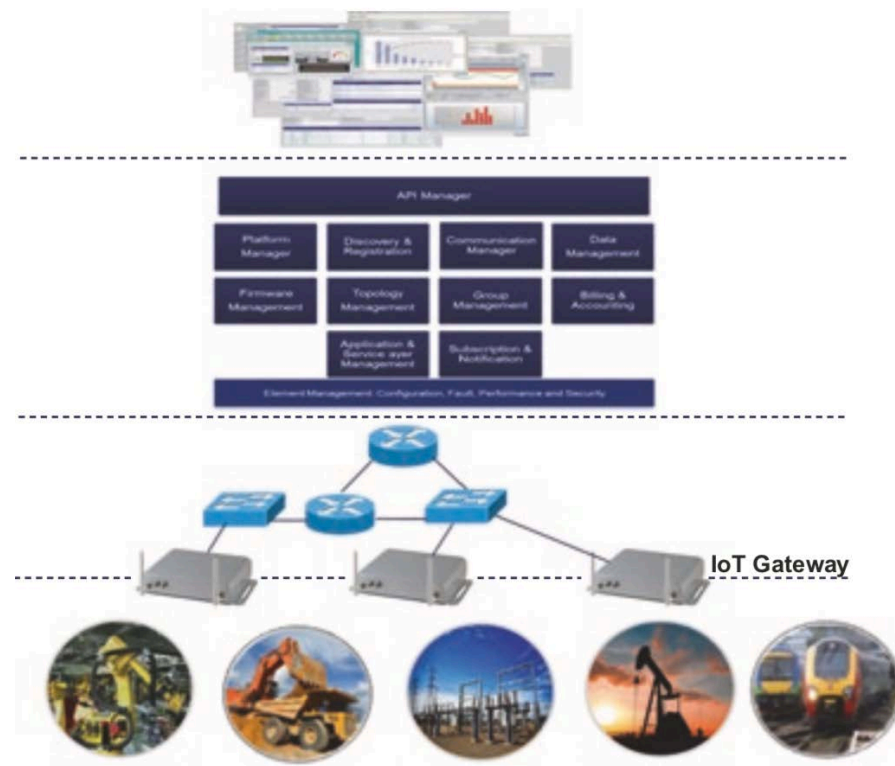 API Manager
Platform
Manager
Discovery &
Registration
Communication
Manager
Data
Management
Firmware
Management
Topology
Management
Group
Management
Billing &
Accounting
Application &
Service ayer
Management
Subscription &
Notification
Element Management: Configuration, Fault, Performance and Security
IoT Gateway